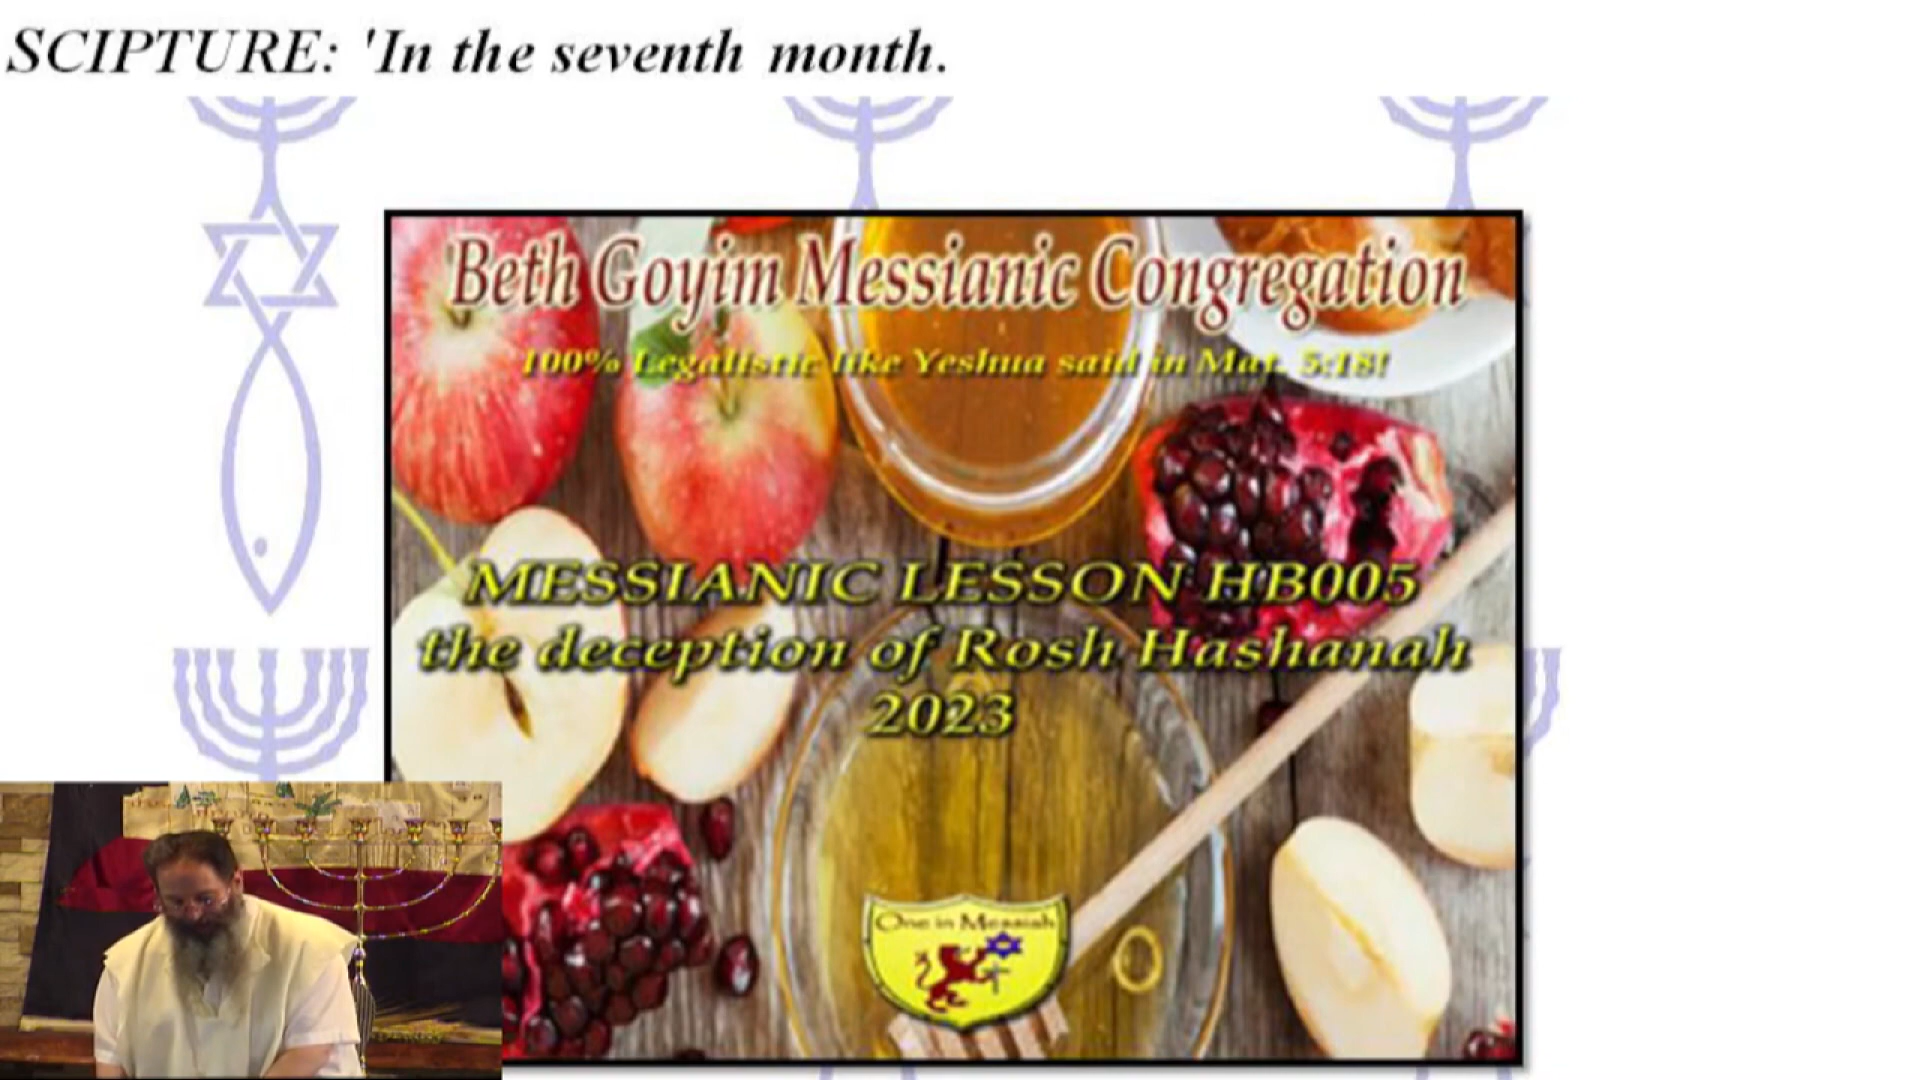 SCIPTURE: 'In the seventh month.
Beth Goyim Messianic Congregation
100% Legalistic like Yeshua said in Mat. 5:18!
MESSIANIC LESSON HB005
the deception of Rosh Hashanah
2023
One in Messiah